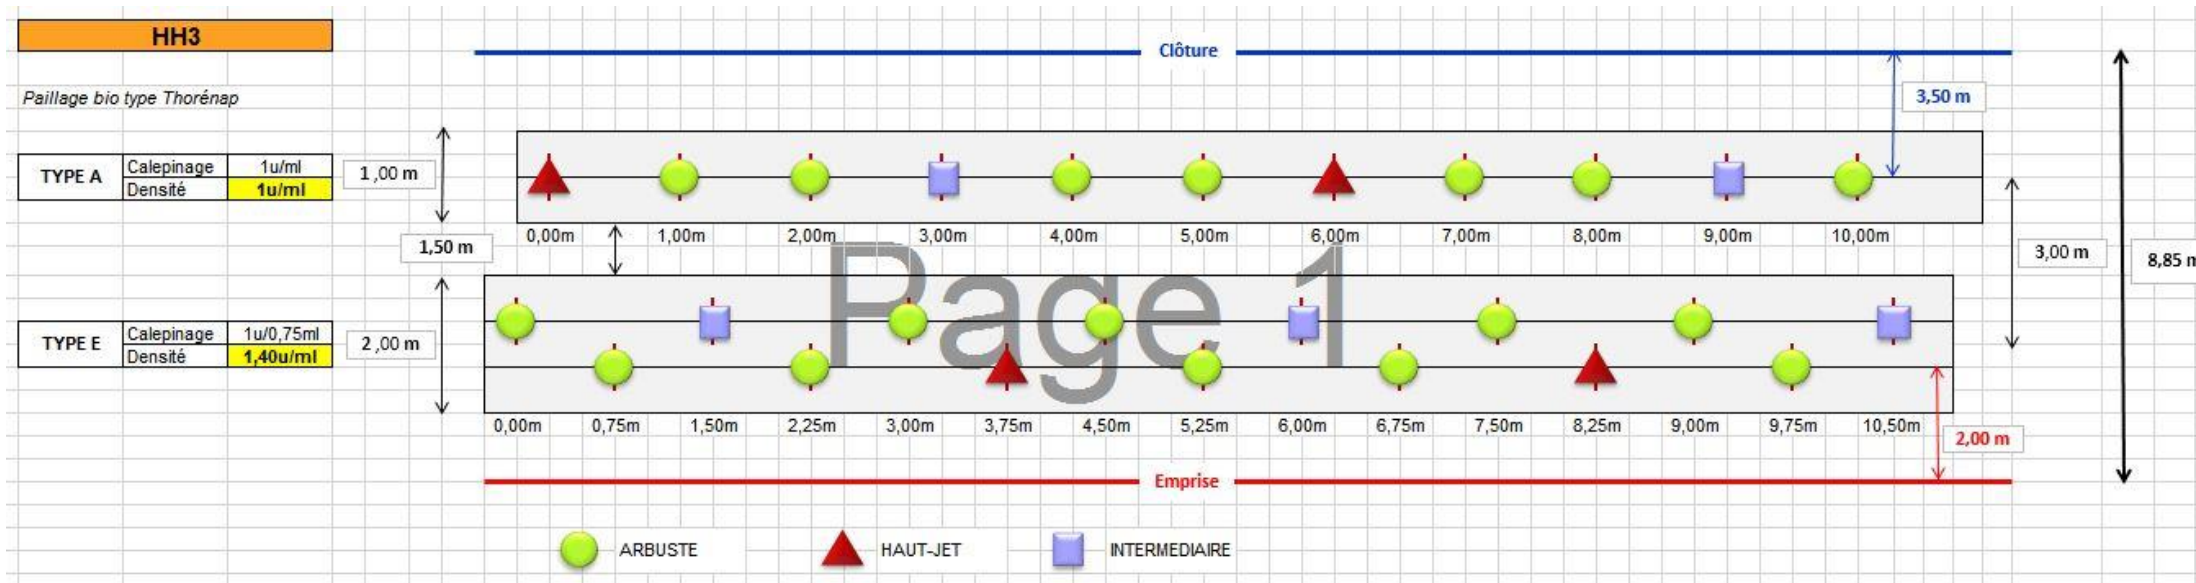 HH3
Clôture
Paillage bio type Thorénap
3,50 m
TYPE A
Calepinage 1u/ml
Densité 1u/ml
1 ,00 m
0,00m 1,00m 2,00m 3,00m 4,00m 5,00m 6,00m 7,00m 8,00m 9,00m 10,00m
1,50 m
3,00 m
8,85 m
Page 1
TYPE E
Calepinage 1u/0,75ml
Densité 1,40u/ml
2 ,00 m
0,00m 0,75m 1,50m 2,25m 3,00m 3,75m 4,50m 5,25m 6,00m 6,75m 7,50m 8,25m 9,00m 9,75m 10,50m
2,00 m
Emprise
ARBUSTE HAUT-JET INTERMEDIAIRE